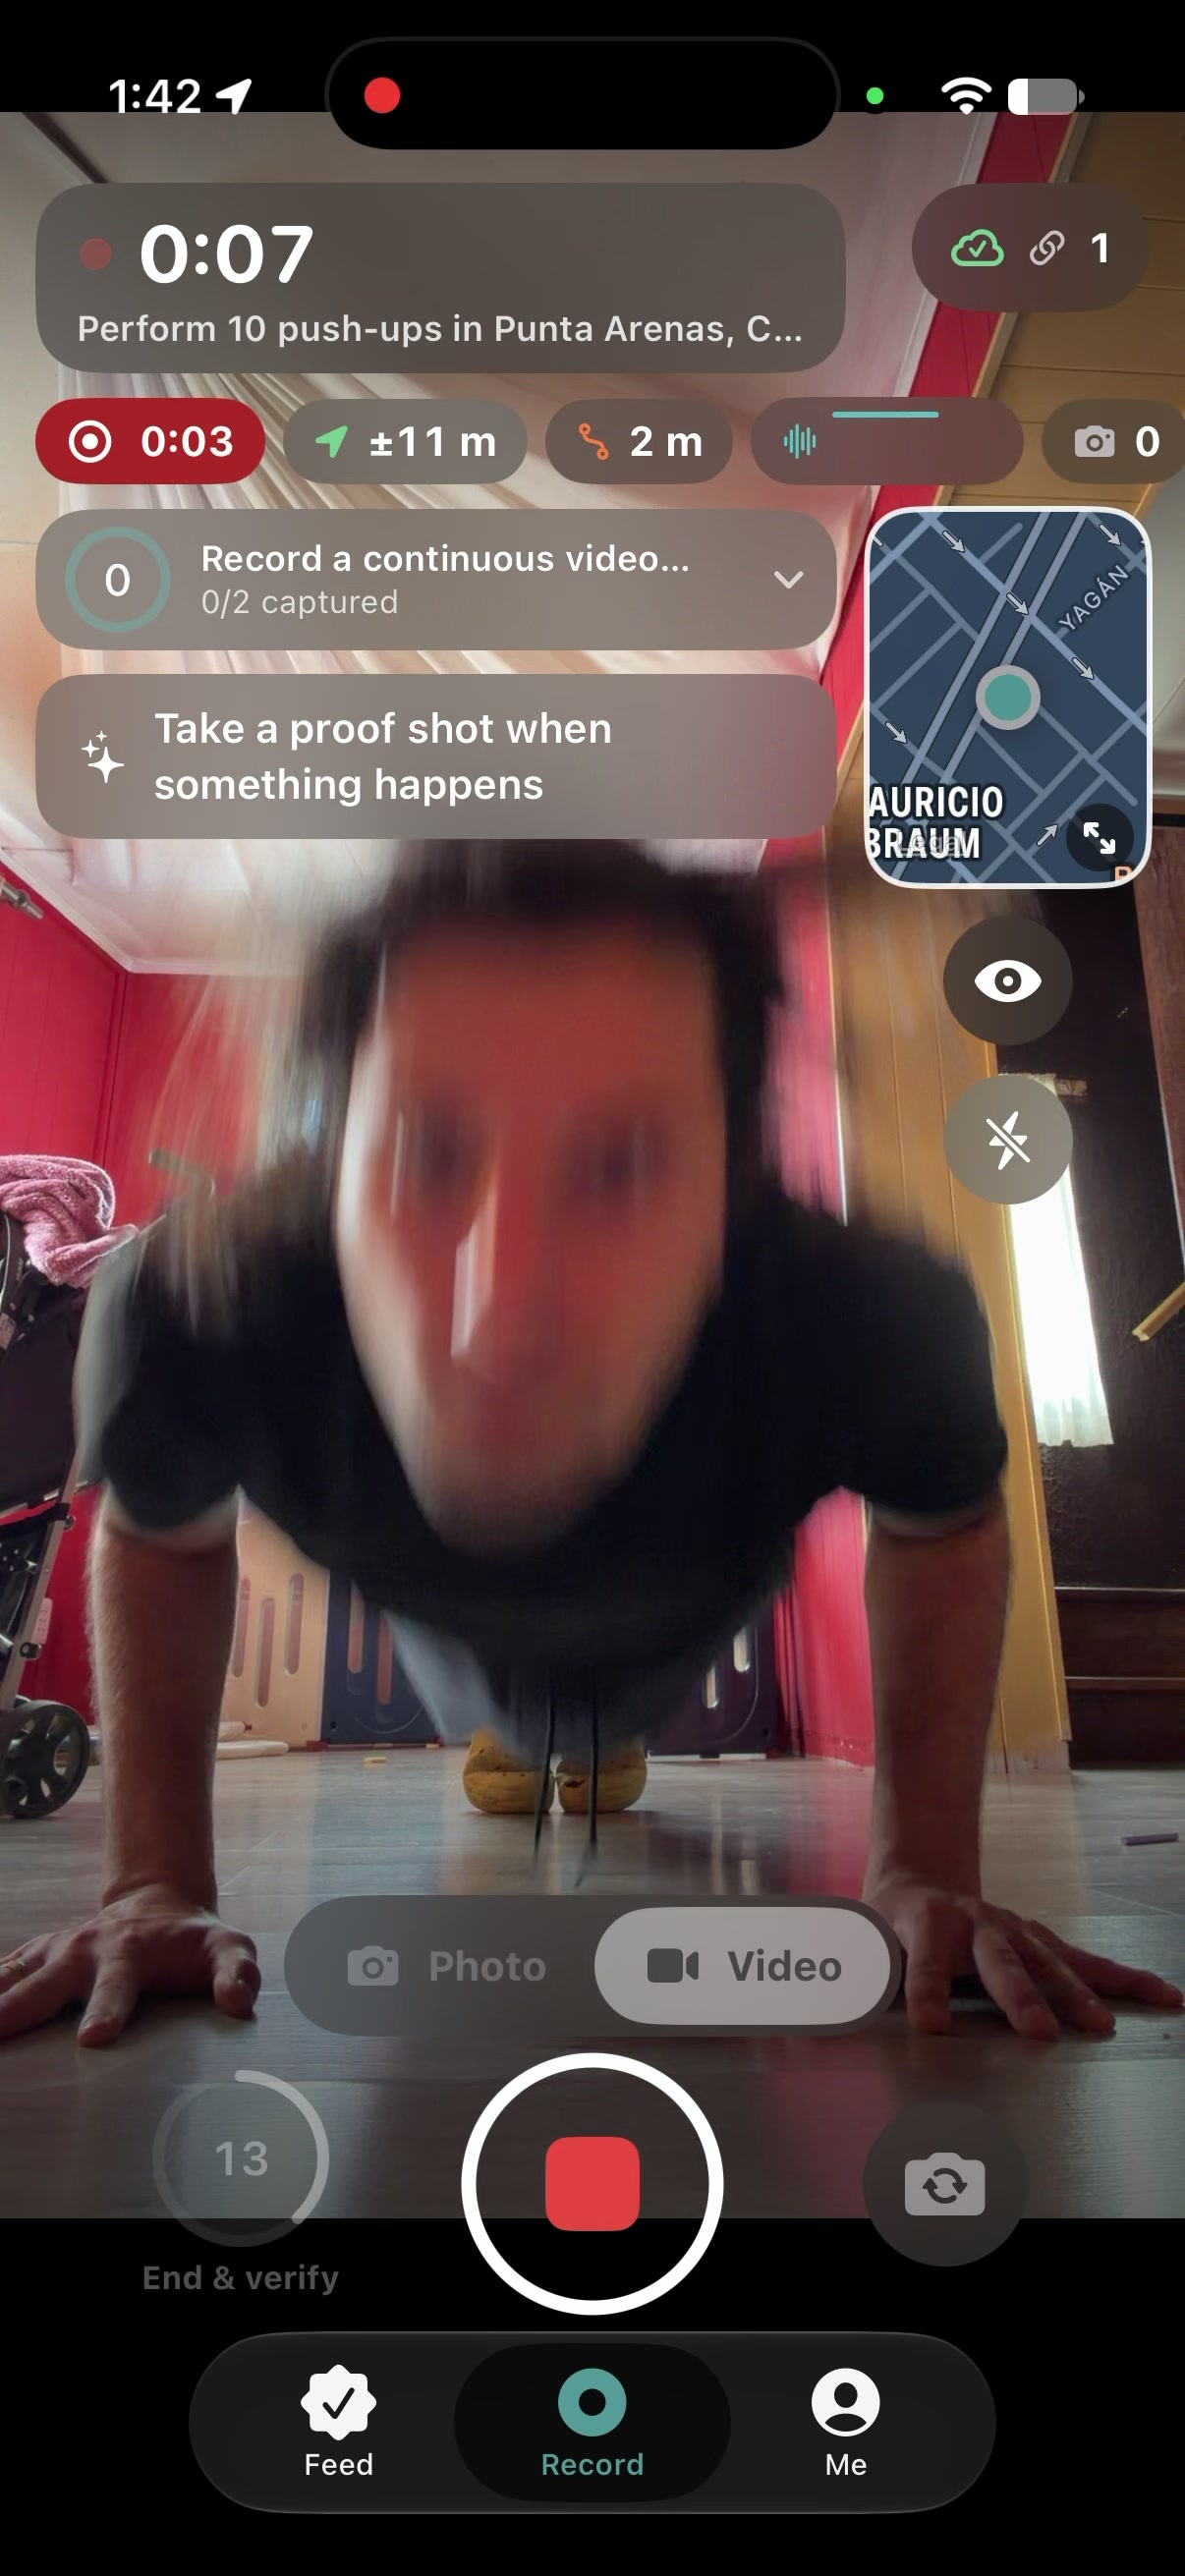 1:42
0:07
1
Perform 10 push-ups in Punta Arenas, C...
0:03
±11 m
2 m
0
0
Record a continuous video...
0/2 captured
Take a proof shot when
something happens
YAGÁN
AURICIO
BRAUM
Legal
Photo
Video
13
End & verify
Feed
Record
Me